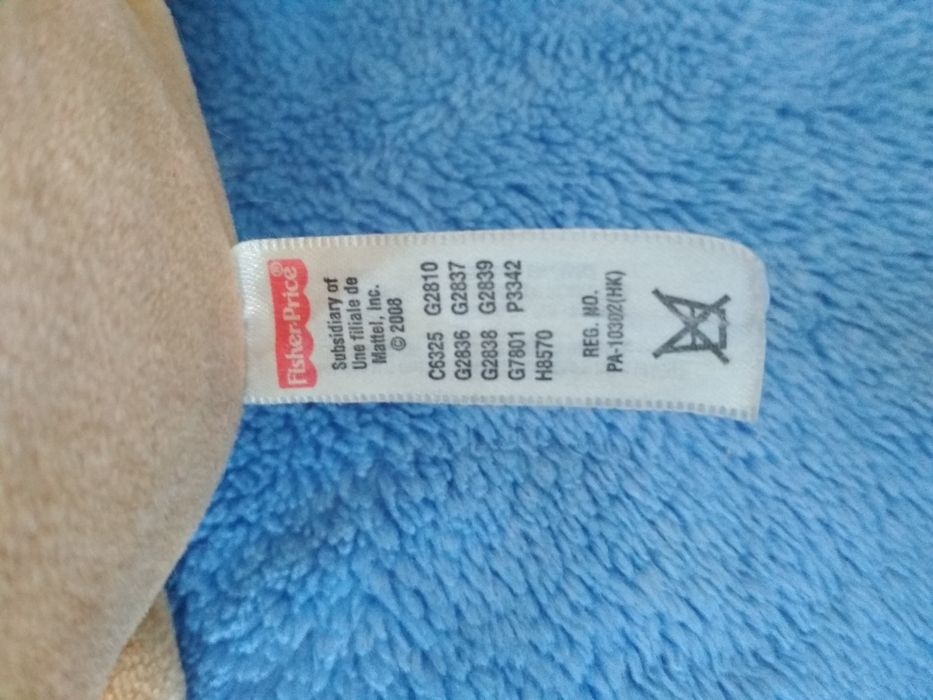 Fisher-Price®
Subsidiary of
Une filiale de
Mattel, Inc.
© 2008
C6325 G2810
G2836 G2837
G2838 G2839
G7801 P3342
H8570
REG. NO.
PA-10302(HK)